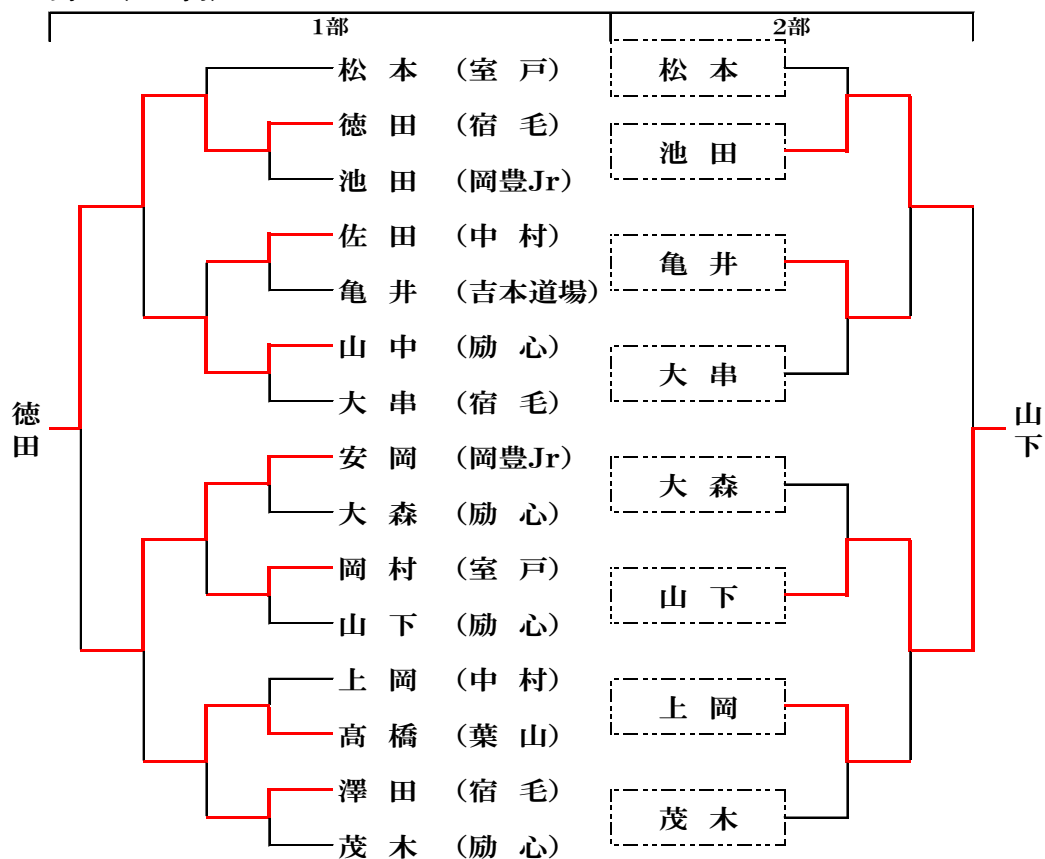 1部 2部
松本 （室戸） 松本
徳田 （宿毛）
池田
池田 （岡豊Jr）
佐田 （中村）
亀井
亀井 （吉本道場）
山中 （励心）
大串
大串 （宿毛）
徳田
山下
安岡 （岡豊Jr）
大森
大森 （励心）
岡村 （室戸）
山下
山下 （励心）
上岡 （中村）
上岡
髙橋 （葉山）
澤田 （宿毛）
茂木
茂木 （励心）